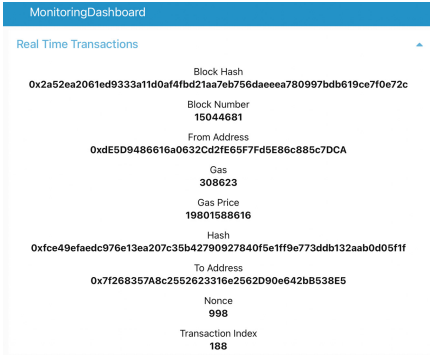 MonitoringDashboard
Real Time Transactions
Block Hash
0x2a52ea2061ed9333a11d0af4fbd21aa7eb756daeeea780997bdb619ce7f0e72c
Block Number
15044681
From Address
0xdE5D9486616a0632Cd2fE65F7Fd5E86c885c7DCA
Gas
308623
Gas Price
19801588616
Hash
0xfce49efaedc976e13ea207c35b42790927840f5e1ff9e773ddb132aab0d05f1f
To Address
0x7f268357A8c2552623316e2562D90e642bB538E5
Nonce
998
Transaction Index
188